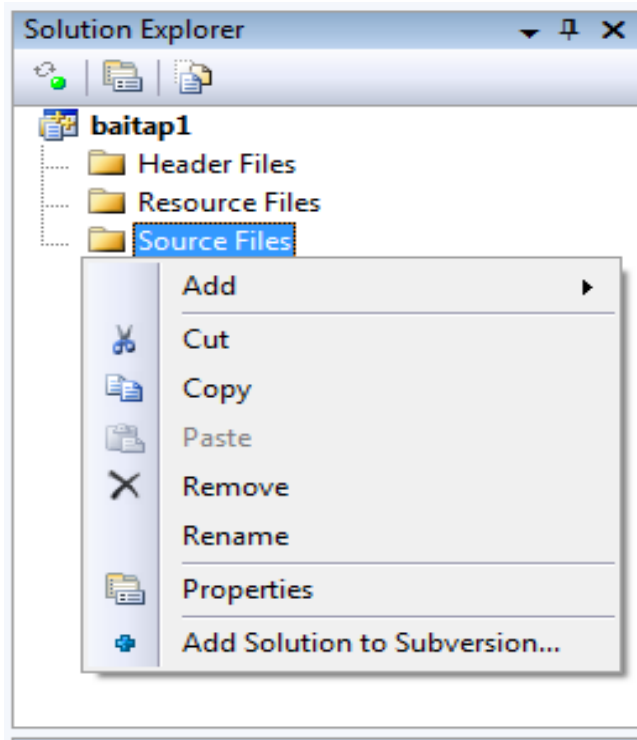 Solution Explorer
baitap1
Header Files
Resource Files
Source Files
Add
Cut
Copy
Paste
Remove
Rename
Properties
Add Solution to Subversion...